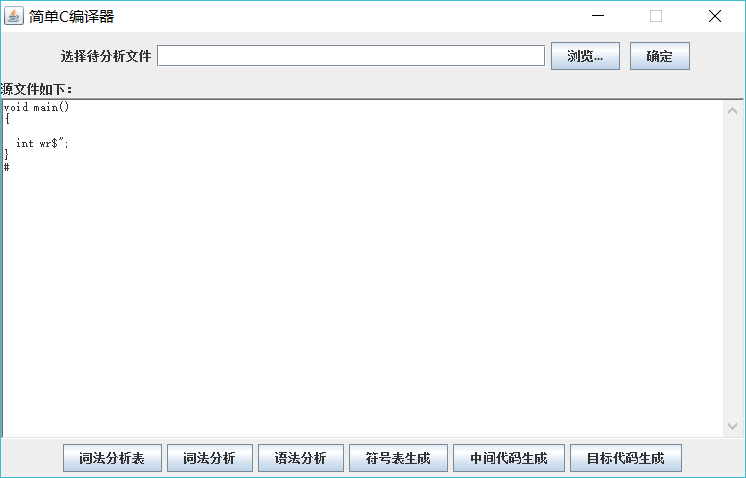 简单C编译器
选择待分析文件 浏览... 确定
源文件如下：
void main()
{
int wr$";
}
#
词法分析表 词法分析 语法分析 符号表生成 中间代码生成 目标代码生成